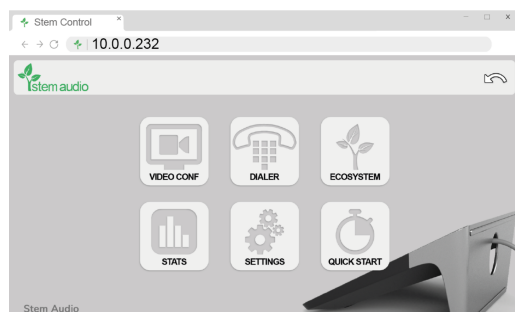 Stem Control
10.0.0.232
stem audio
VIDEO CONF
DIALER
ECOSYSTEM
STATS
SETTINGS
QUICK START
Stem Audio